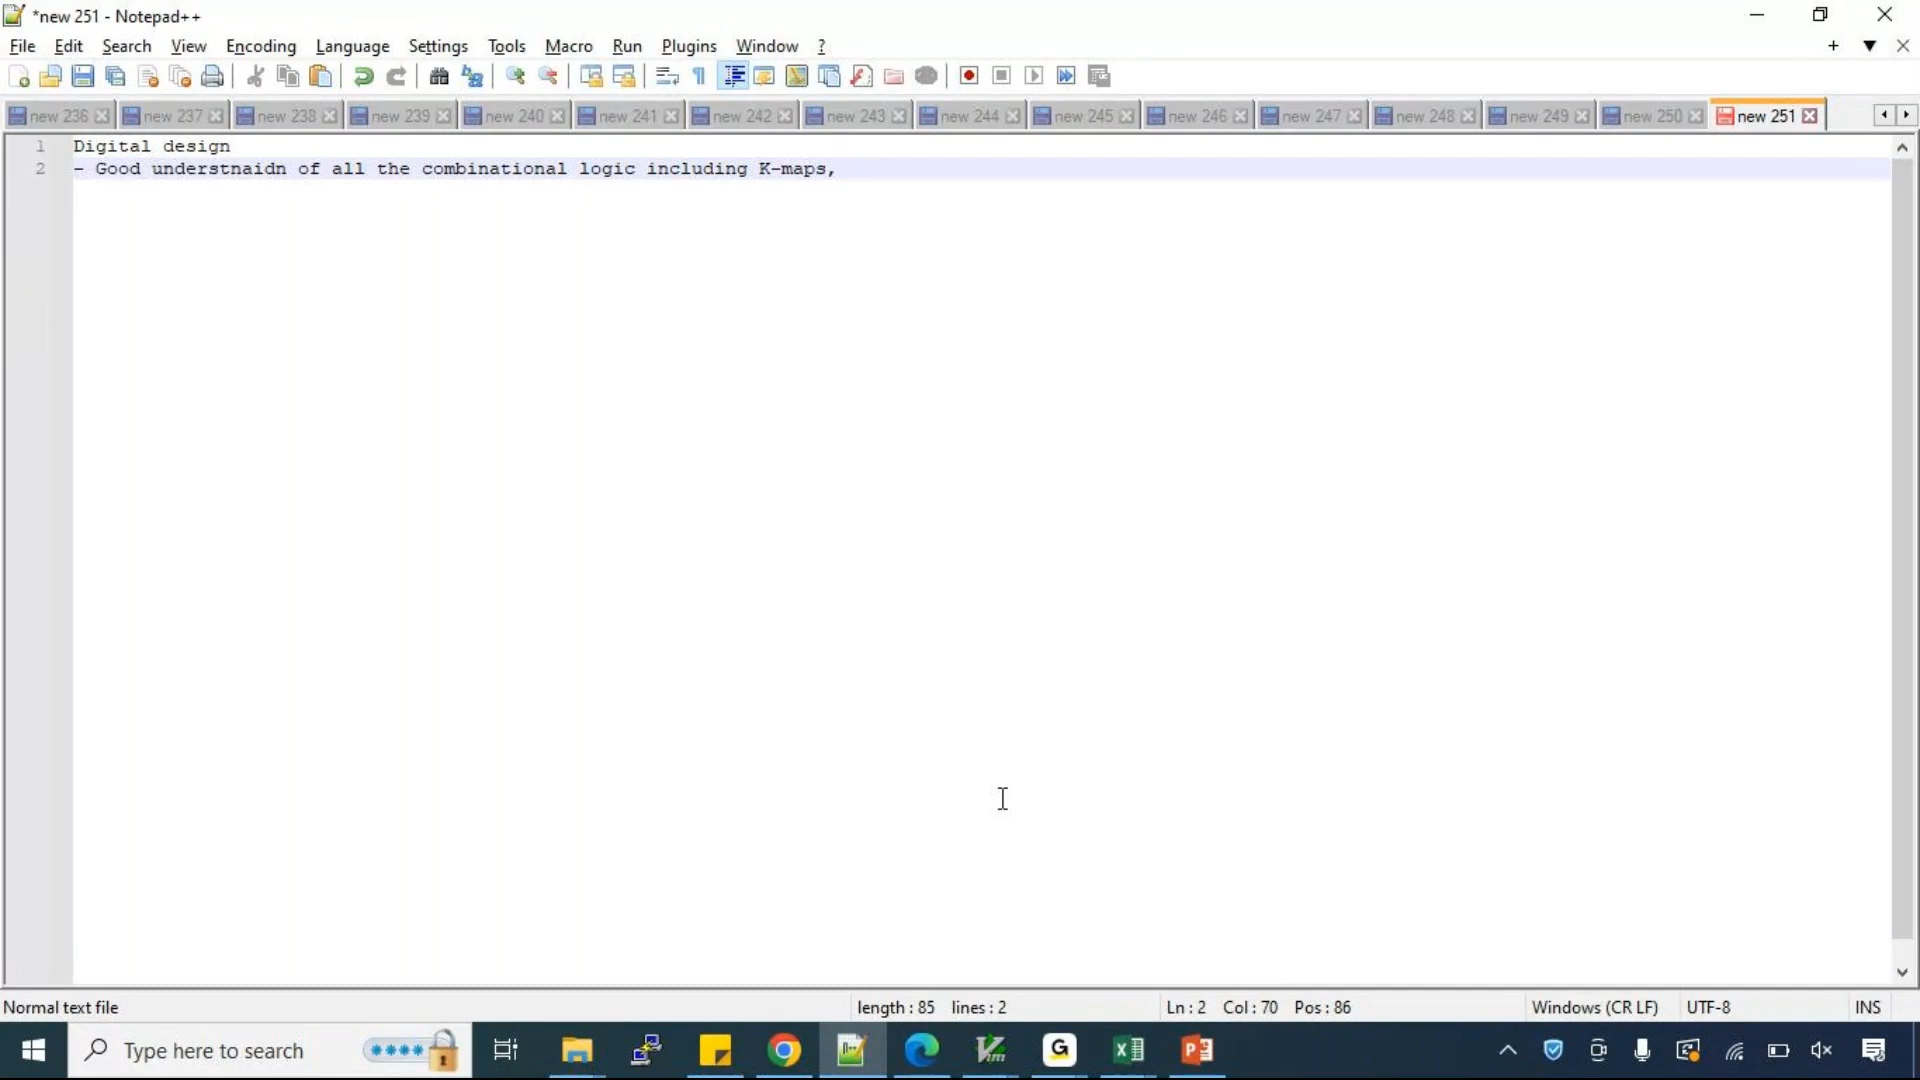 *new 251 - Notepad++
File Edit Search View Encoding Language Settings Tools Macro Run Plugins Window ?
new 236 new 237 new 238 new 239 new 240 new 241 new 242 new 243 new 244 new 245 new 246 new 247 new 248 new 249 new 250 new 251
1 Digital design
2 - Good understnaidn of all the combinational logic including K-maps,
Normal text file length : 85 lines : 2 Ln : 2 Col : 70 Pos : 86 Windows (CR LF) UTF-8 INS
Type here to search